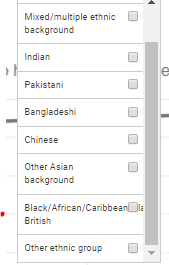 Mixed/multiple ethnic
background
Indian
Pakistani
Bangladeshi
Chinese
Other Asian
background
Black/African/Caribbean
British
Other ethnic group